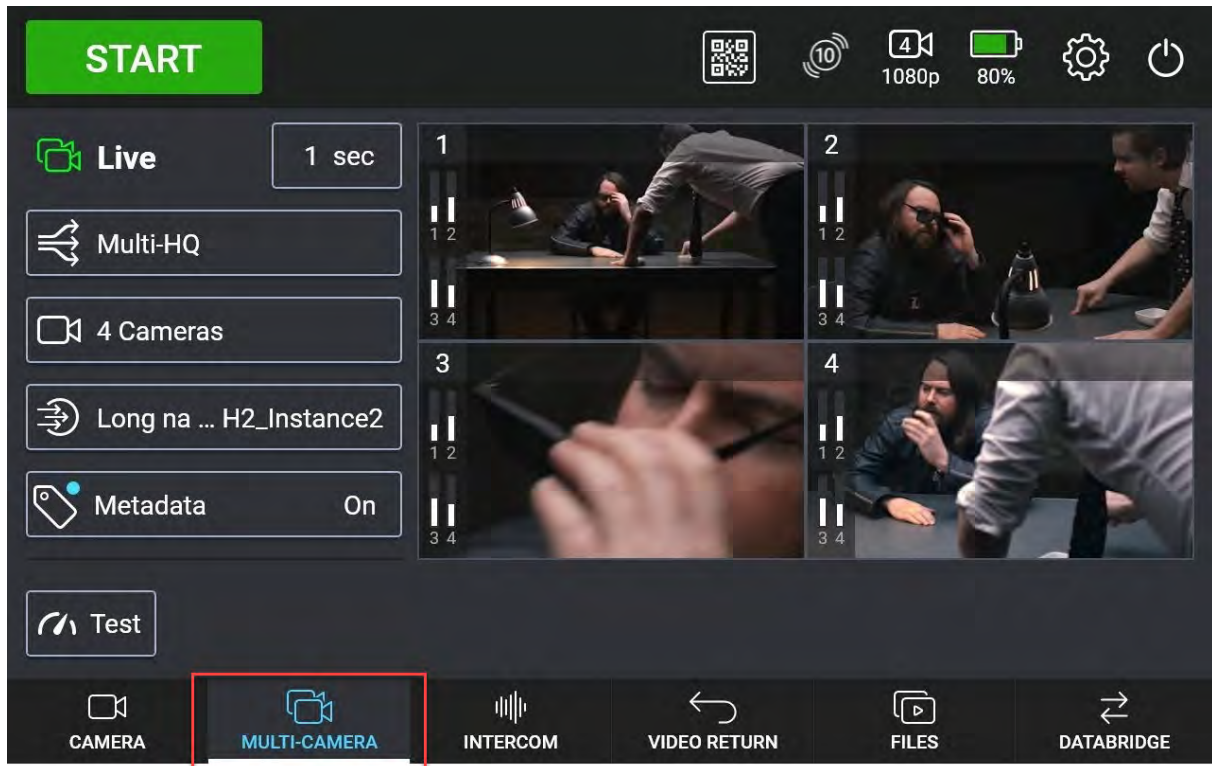 START
10
4
1080p
80%
Live
1 sec
Multi-HQ
4 Cameras
Long na ... H2_Instance2
Metadata On
Test
1
1 2
3 4
2
1 2
3 4
3
1 2
3 4
4
1 2
3 4
CAMERA
MULTI-CAMERA
INTERCOM
VIDEO RETURN
FILES
DATABRIDGE